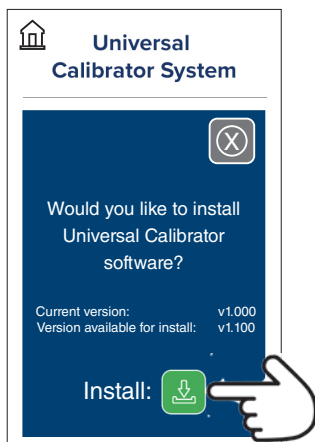 Universal
Calibrator System
X
Would you like to install
Universal Calibrator
software?
Current version: v1.000
Version available for install: v1.100
Install: